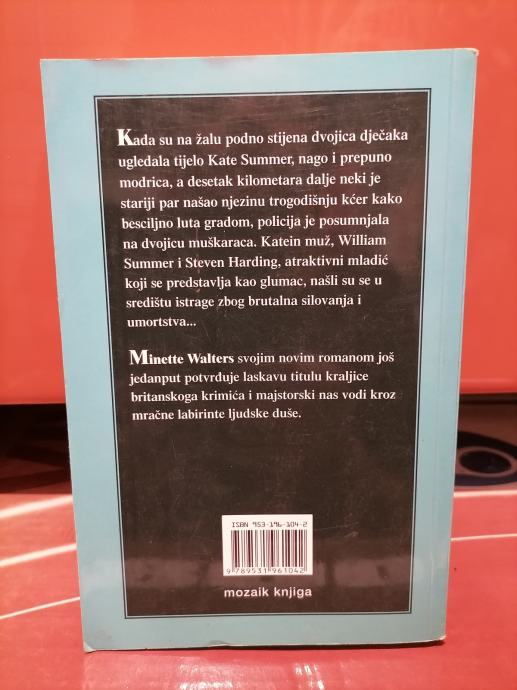 Kada su na žalu podno stijena dvojica dječaka
ugledala tijelo Kate Summer, nago i prepuno
modrica, a desetak kilometara dalje neki je
stariji par našao njezinu trogodišnju kćer kako
besciljno luta gradom, policija je posumnjala
na dvojicu muškaraca. Katein muž, William
Summer i Steven Harding, atraktivni mladić
koji se predstavlja kao glumac, našli su se u
središtu istrage zbog brutalna silovanja i
umorstva...
Minette Walters svojim novim romanom još
jedanput potvrđuje laskavu titulu kraljice
britanskoga krimića i majstorski nas vodi kroz
mračne labirinte ljudske duše.
ISBN 953-196-104-2
9 789531 961042
mozaik knjiga